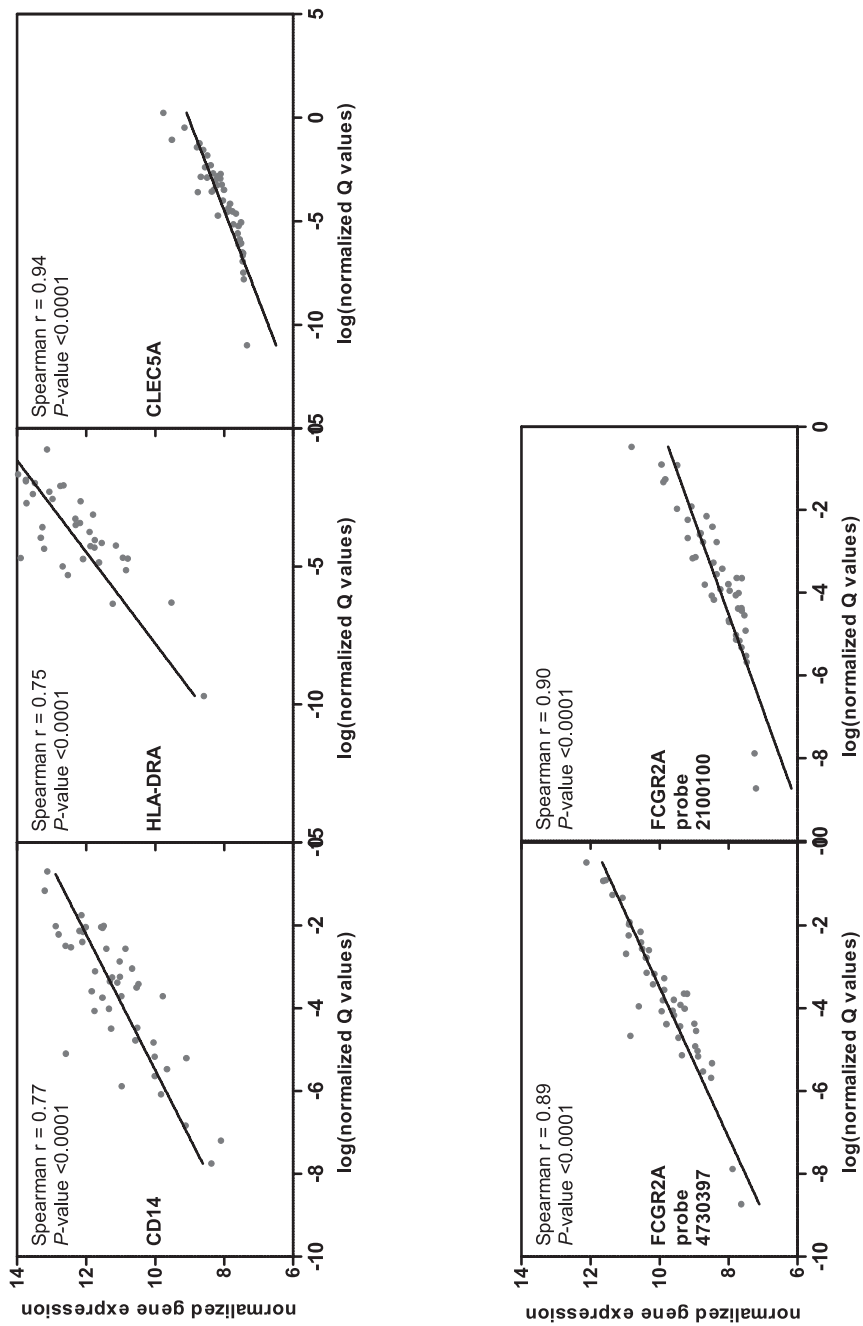 Spearman r = 0.77
P-value <0.0001
CD14
normalized gene expression
14
12
10
8
6
-10
-8
-6
-4
-2
log(normalized Q values)
Spearman r = 0.75
P-value <0.0001
HLA-DRA
-10
-5
log(normalized Q values)
Spearman r = 0.94
P-value <0.0001
CLEC5A
-10
-5
0
5
log(normalized Q values)
Spearman r = 0.89
P-value <0.0001
FCGR2A
probe
4730397
normalized gene expression
14
12
10
8
6
-10
-8
-6
-4
-2
log(normalized Q values)
Spearman r = 0.90
P-value <0.0001
FCGR2A
probe
2100100
-8
-6
-4
-2
0
log(normalized Q values)